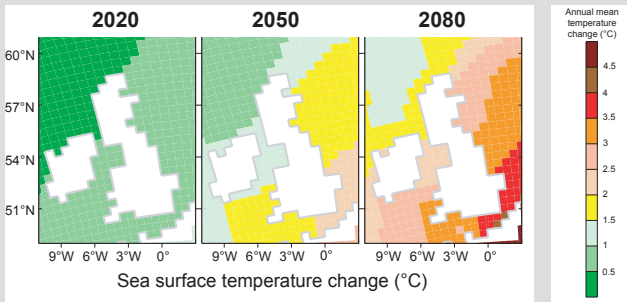 2020 2050 2080
60°N
57°N
54°N
51°N
9°W 6°W 3°W 0° 9°W 6°W 3°W 0° 9°W 6°W 3°W 0°
Sea surface temperature change (°C)
Annual mean
temperature
change (°C)
4.5
4
3.5
3
2.5
2
1.5
1
0.5